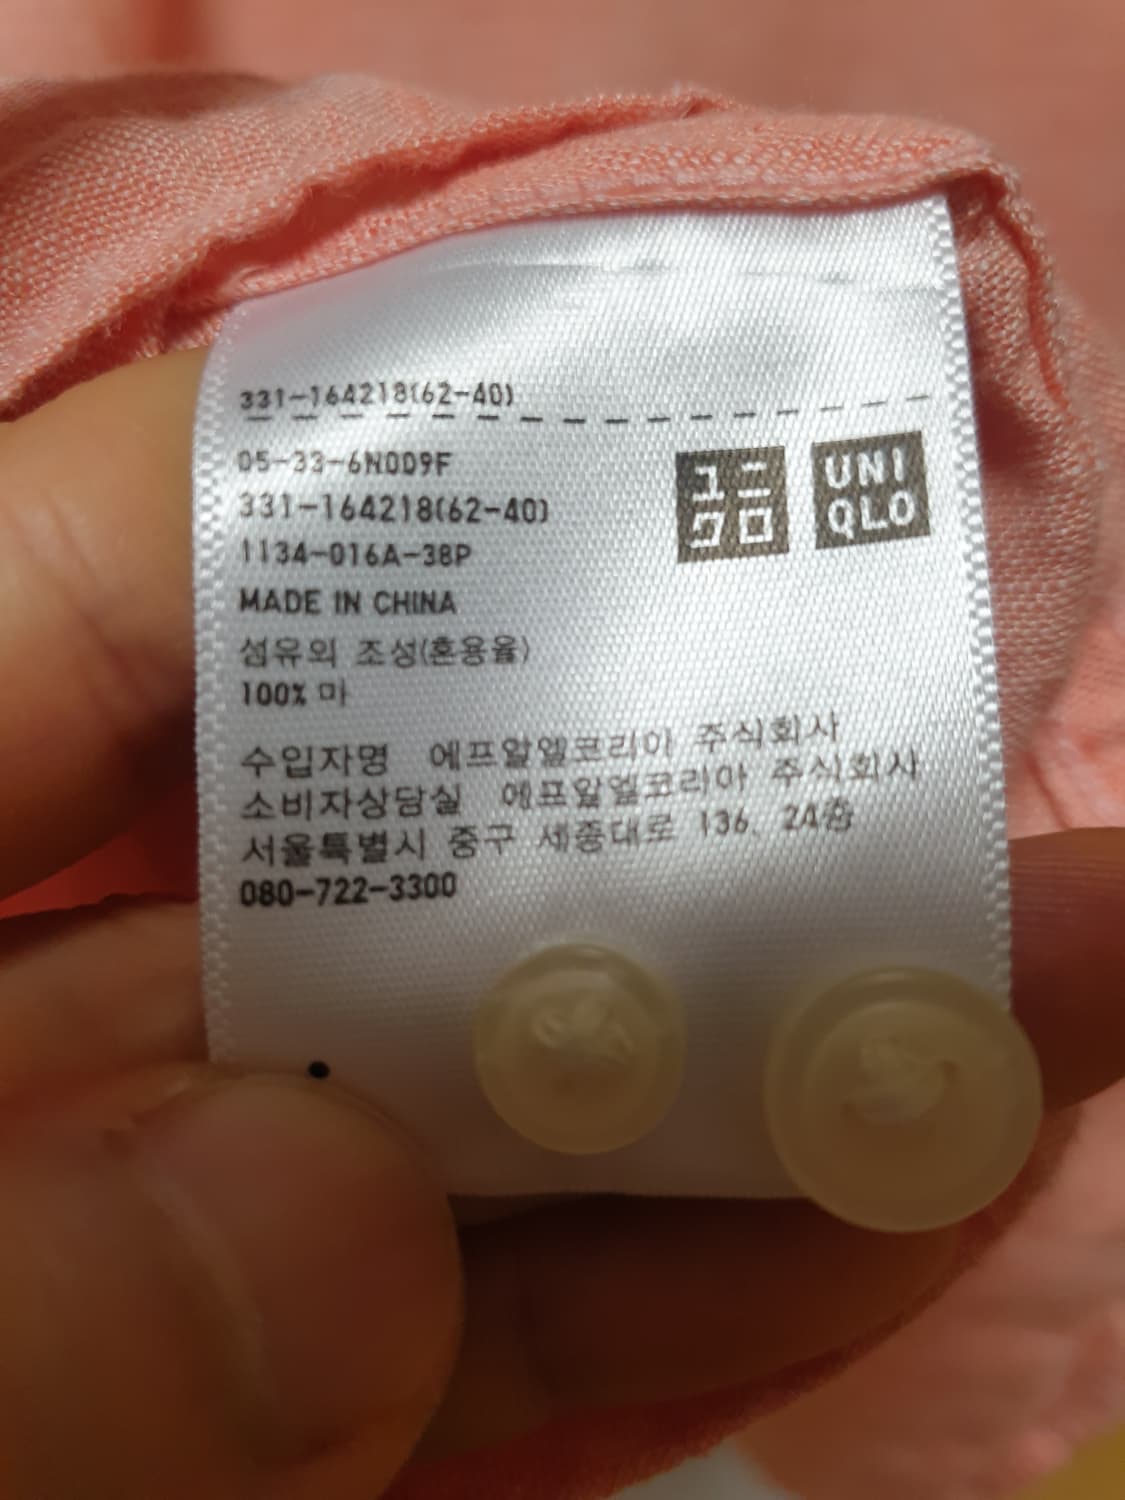 331-164218(62-40)
05-33-6N009F
331-164218(62-40)
1134-016A-38P
MADE IN CHINA
섬유의 조성(혼용율)
100% 마
수입자명 에프알엘코리아 주식회사
소비자상담실 에프알엘코리아 주식회사
서울특별시 중구 세종대로 136, 24층
080-722-3300
ユニ
クロ
UNI
QLO